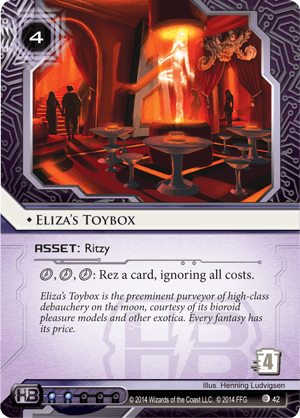 4
◆ Eliza's Toybox
ASSET: Ritzy
, , : Rez a card, ignoring all costs.
Eliza's Toybox is the preeminent purveyor of high-class
debauchery on the moon, courtesy of its bioroid
pleasure models and other exotica. Every fantasy has
its price.
4
Illus. Henning Ludvigsen
HB
© 2014 Wizards of the Coast LLC. © 2014 FFG
42